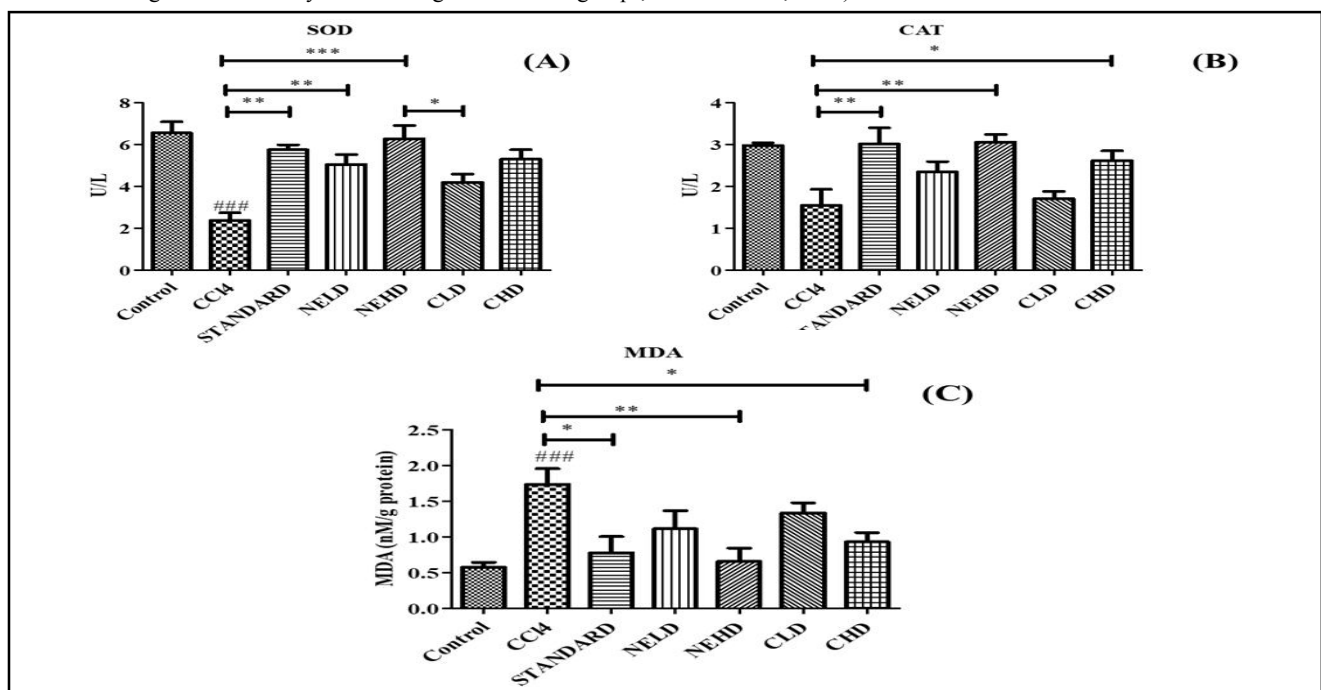 SOD
***
(A)
**
**
*
8
6
4
2
0
U/L
###
Control
CCl4
STANDARD
NELD
NEHD
CLD
CHD
CAT
*
(B)
**
**
4
3
2
1
0
U/L
Control
CCl4
STANDARD
NELD
NEHD
CLD
CHD
MDA
*
(C)
**
*
2.5
2.0
1.5
1.0
0.5
0.0
MDA (nM/g protein)
###
Control
CCl4
STANDARD
NELD
NEHD
CLD
CHD